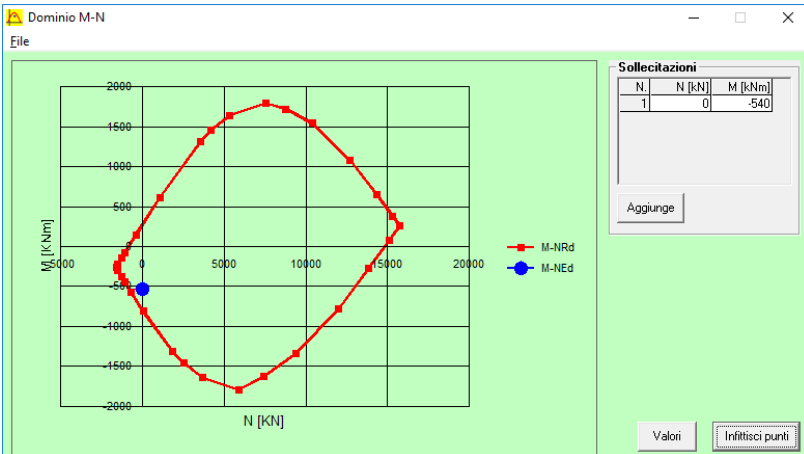 Dominio M-N
File
2000
1500
1000
500
0
-5000 0 5000 10000 15000 20000
-500
-1000
-1500
-2000
M [KNm]
N [KN]
M-NRd
M-NEd
Sollecitazioni
N. N [kN] M [kNm]
1 0 -540
Aggiunge
Valori
Infittisci punti